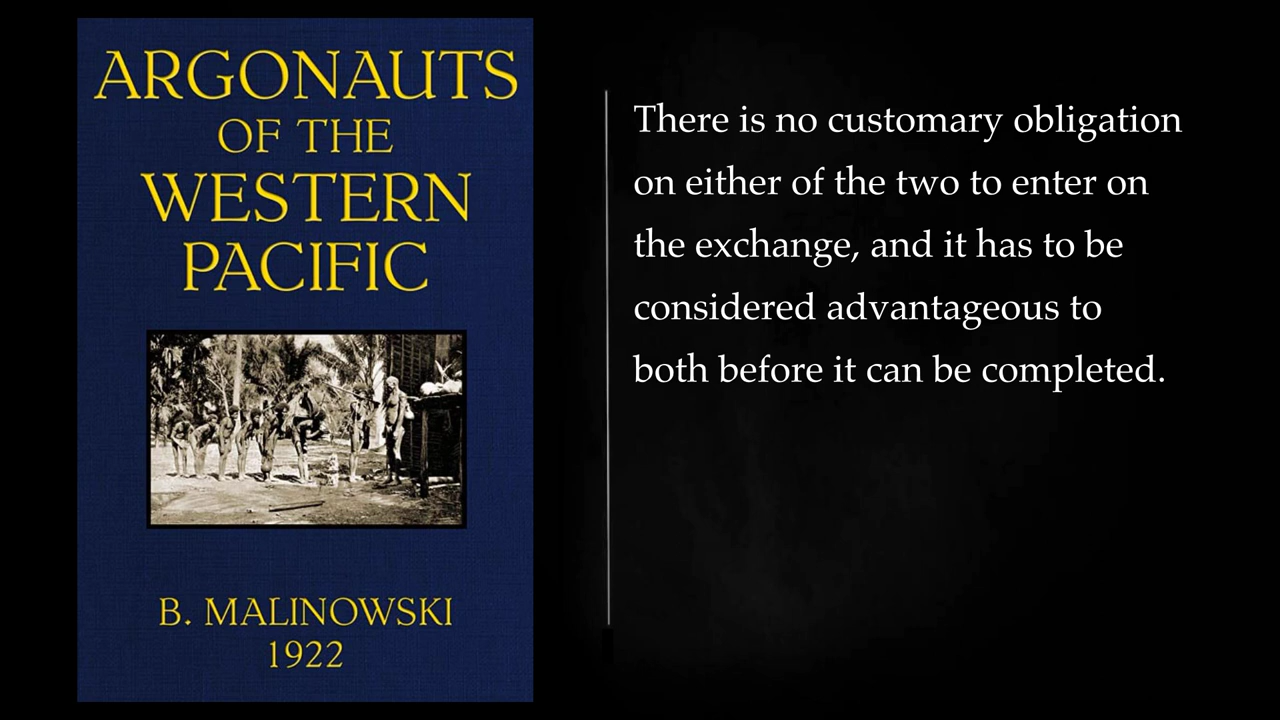 ARGONAUTS
OF THE
WESTERN
PACIFIC
B. MALINOWSKI
1922
There is no customary obligation
on either of the two to enter on
the exchange, and it has to be
considered advantageous to
both before it can be completed.